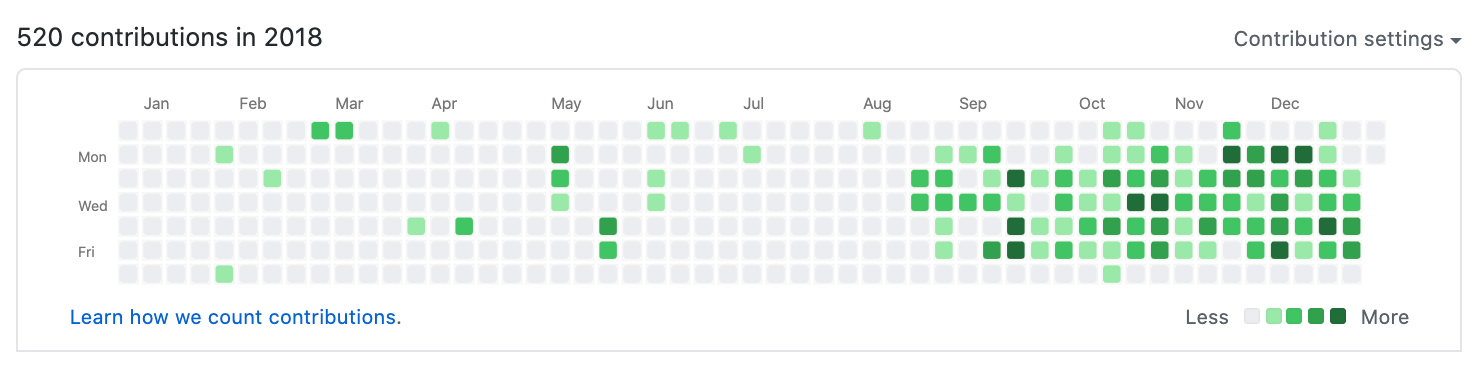 520 contributions in 2018
Contribution settings
Jan Feb Mar Apr May Jun Jul Aug Sep Oct Nov Dec
Mon
Wed
Fri
Learn how we count contributions.
Less More